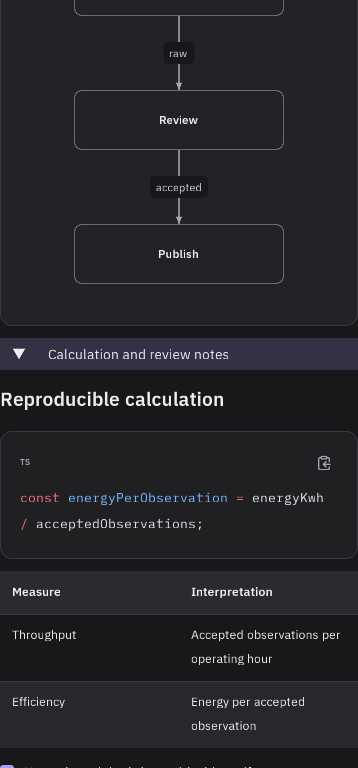 raw
Review
accepted
Publish
▼ Calculation and review notes
Reproducible calculation
TS
const energyPerObservation = energyKwh
/ acceptedObservations;
Measure Interpretation
Throughput Accepted observations per
operating hour
Efficiency Energy per accepted
observation